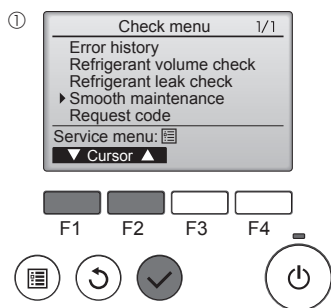 ①
Check menu 1/1
Error history
Refrigerant volume check
Refrigerant leak check
Smooth maintenance
Request code
Service menu:
▼ Cursor ▲
F1 F2 F3 F4